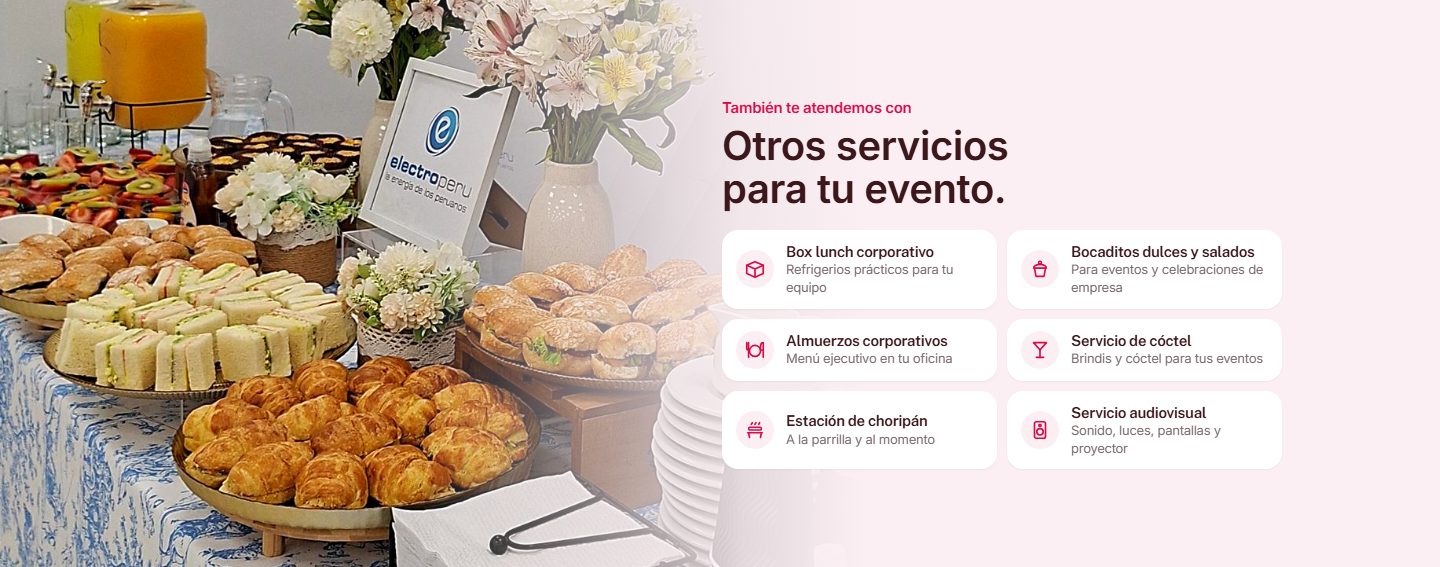 electroperu
la energía de los peruanos
También te atendemos con
Otros servicios
para tu evento.
Box lunch corporativo
Refrigerios prácticos para tu
equipo
Bocaditos dulces y salados
Para eventos y celebraciones de
empresa
Almuerzos corporativos
Menú ejecutivo en tu oficina
Servicio de cóctel
Brindis y cóctel para tus eventos
Estación de choripán
A la parrilla y al momento
Servicio audiovisual
Sonido, luces, pantallas y
proyector